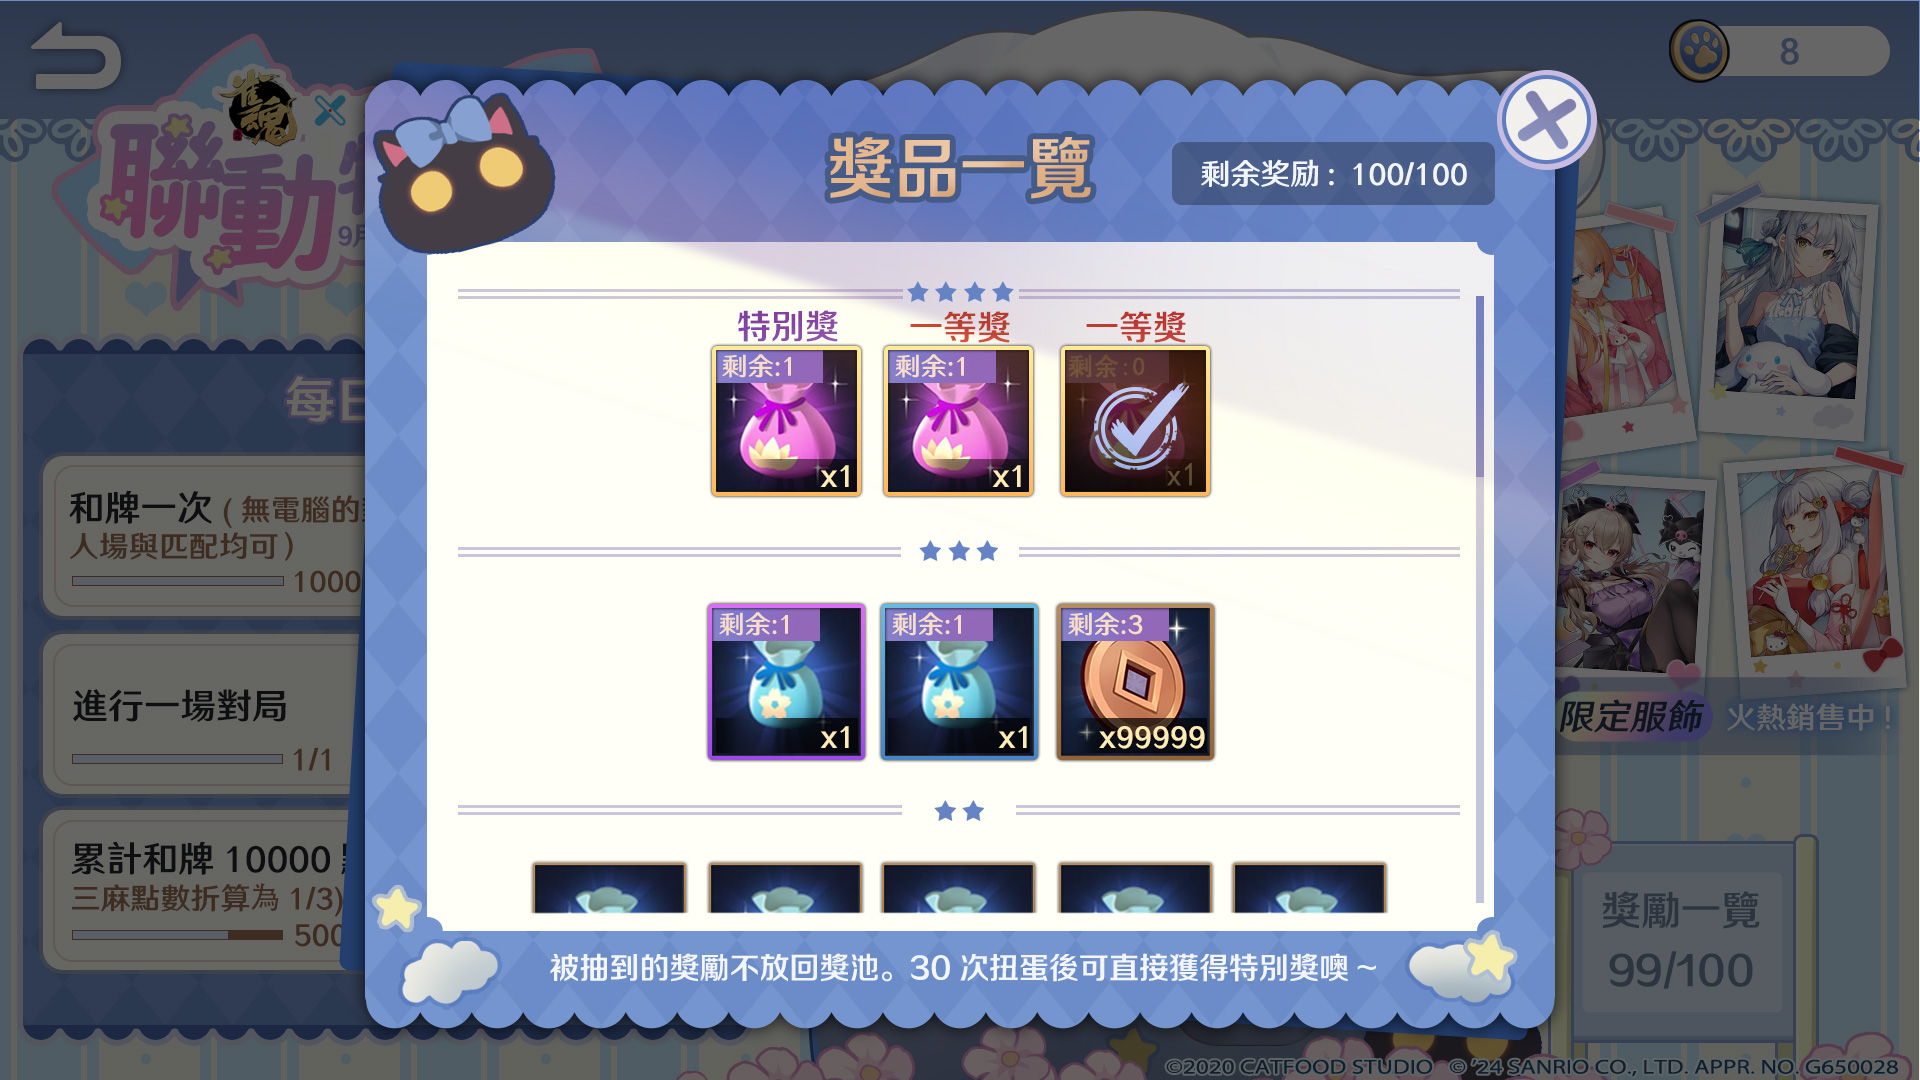 8
雀魂
聯動
9月
獎品一覽
剩余奖励：100/100
特別獎
一等獎
一等獎
剩余:1
剩余:1
剩余:0
x1
x1
x1
剩余:1
剩余:1
剩余:3
x1
x1
x99999
每日
和牌一次（無電腦的
人場與匹配均可）
1000
進行一場對局
1/1
累計和牌 10000
三麻點數折算為 1/3)
500
限定服飾 火熱銷售中！
獎勵一覽
99/100
被抽到的獎勵不放回獎池。30 次扭蛋後可直接獲得特別獎噢～
©2020 CATFOOD STUDIO © '24 SANRIO CO., LTD. APPR. NO. G650028